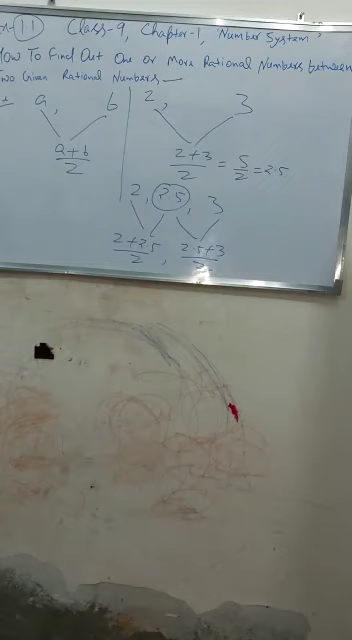 11 Class-9, Chapter-1, Number System,
How To Find Out One or More Rational Numbers between
Two Given Rational Numbers —
a, b
a+b/2
2, 3
2+3/2 = 5/2 = 2.5
2, 2.5, 3
2+2.5/2, 2.5+3/2